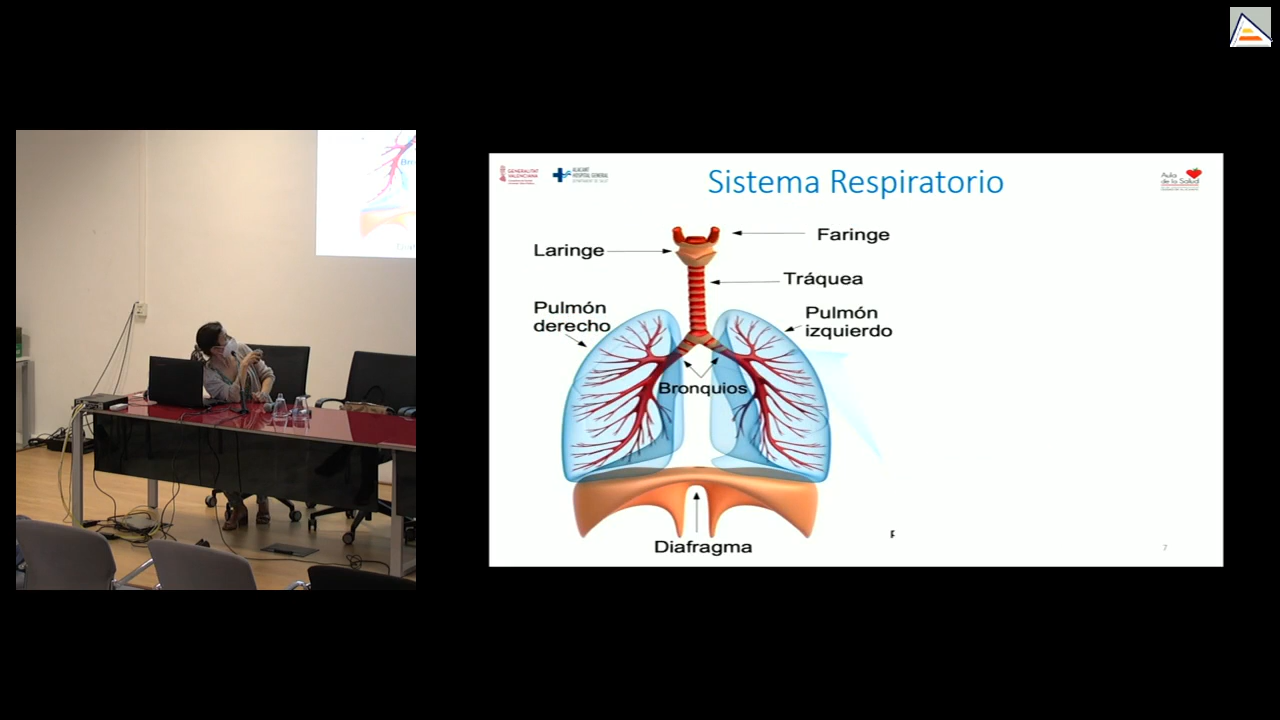 GENERALITAT
VALENCIANA
ALACANT
HOSPITAL GENERAL
Sistema Respiratorio
Aula
de la Salud
Faringe
Laringe
Tráquea
Pulmón
derecho
Pulmón
izquierdo
Bronquios
Diafragma
7